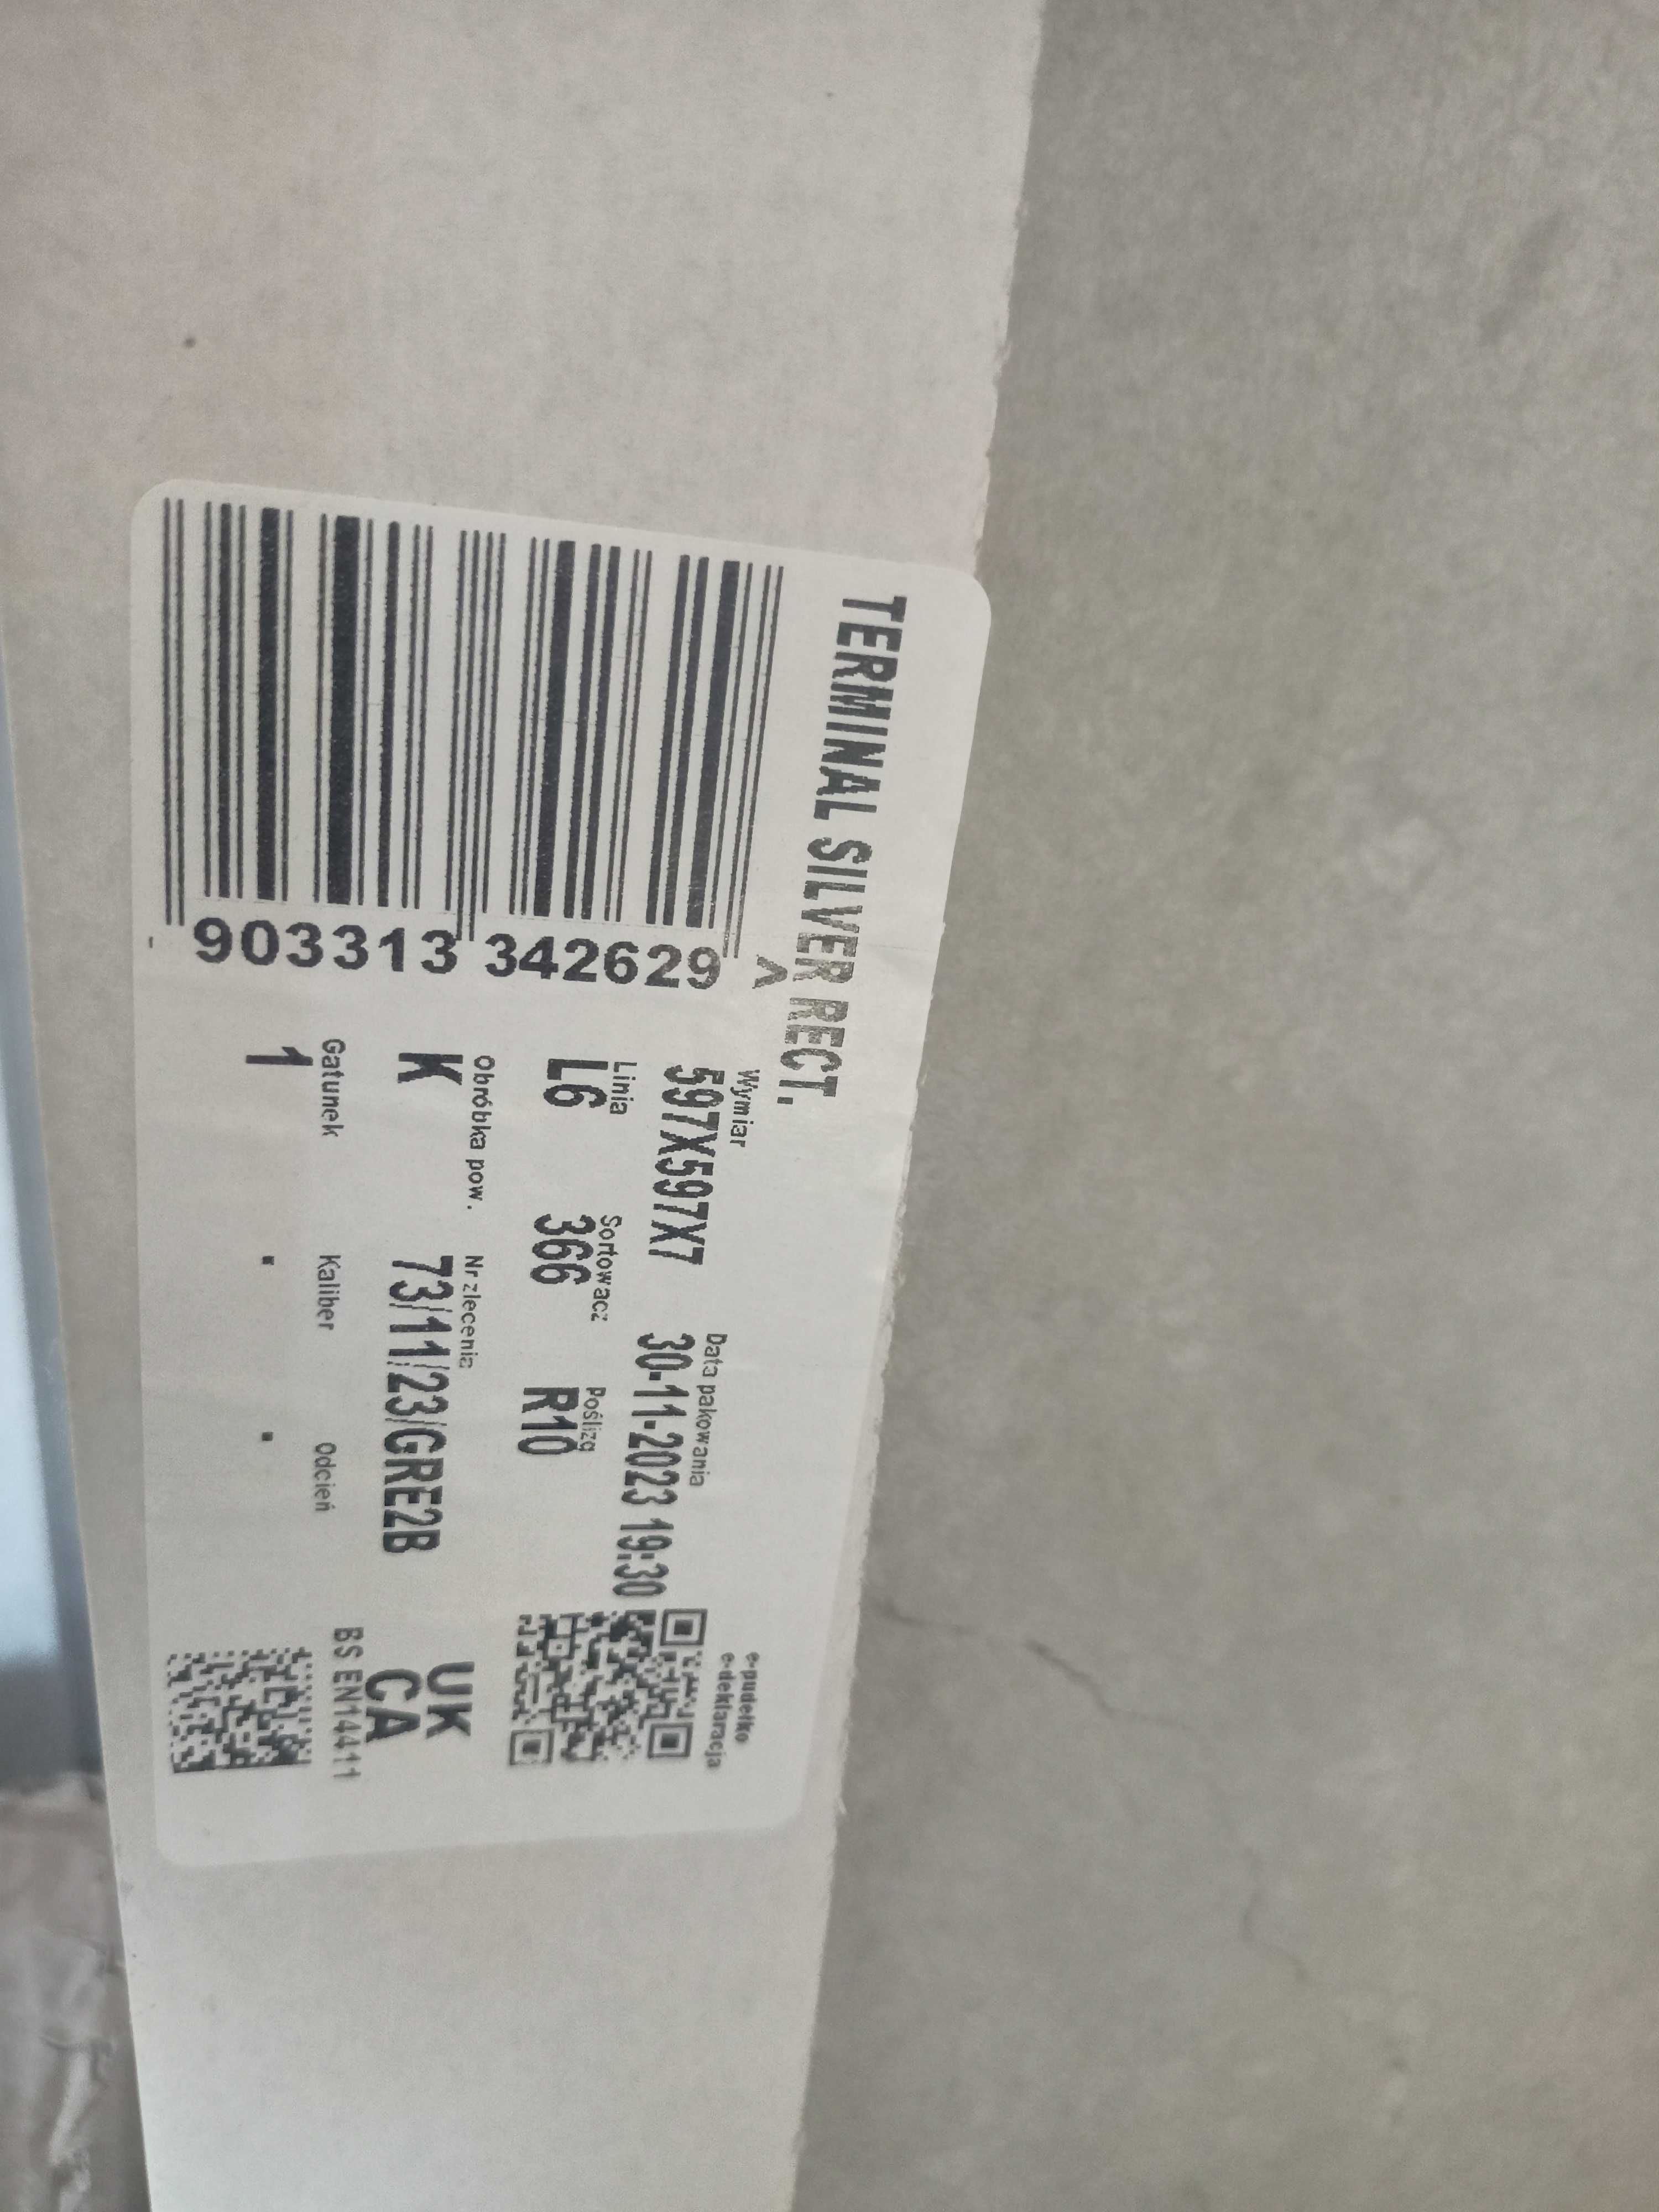 TERMINAL SILVER RECT.
903313 342629 >
Wymiar Data pakowania
597X597X7 30-11-2023 19:30
Linia Sortowacz Poślizg
L6 366 R10
Obróbka pow. Nr zlecenia
K 73/11/23/GRE2B
Gatunek Kaliber Odcień
1 . .
e-pudełko
e-deklaracja
UK
CA
BS EN14411